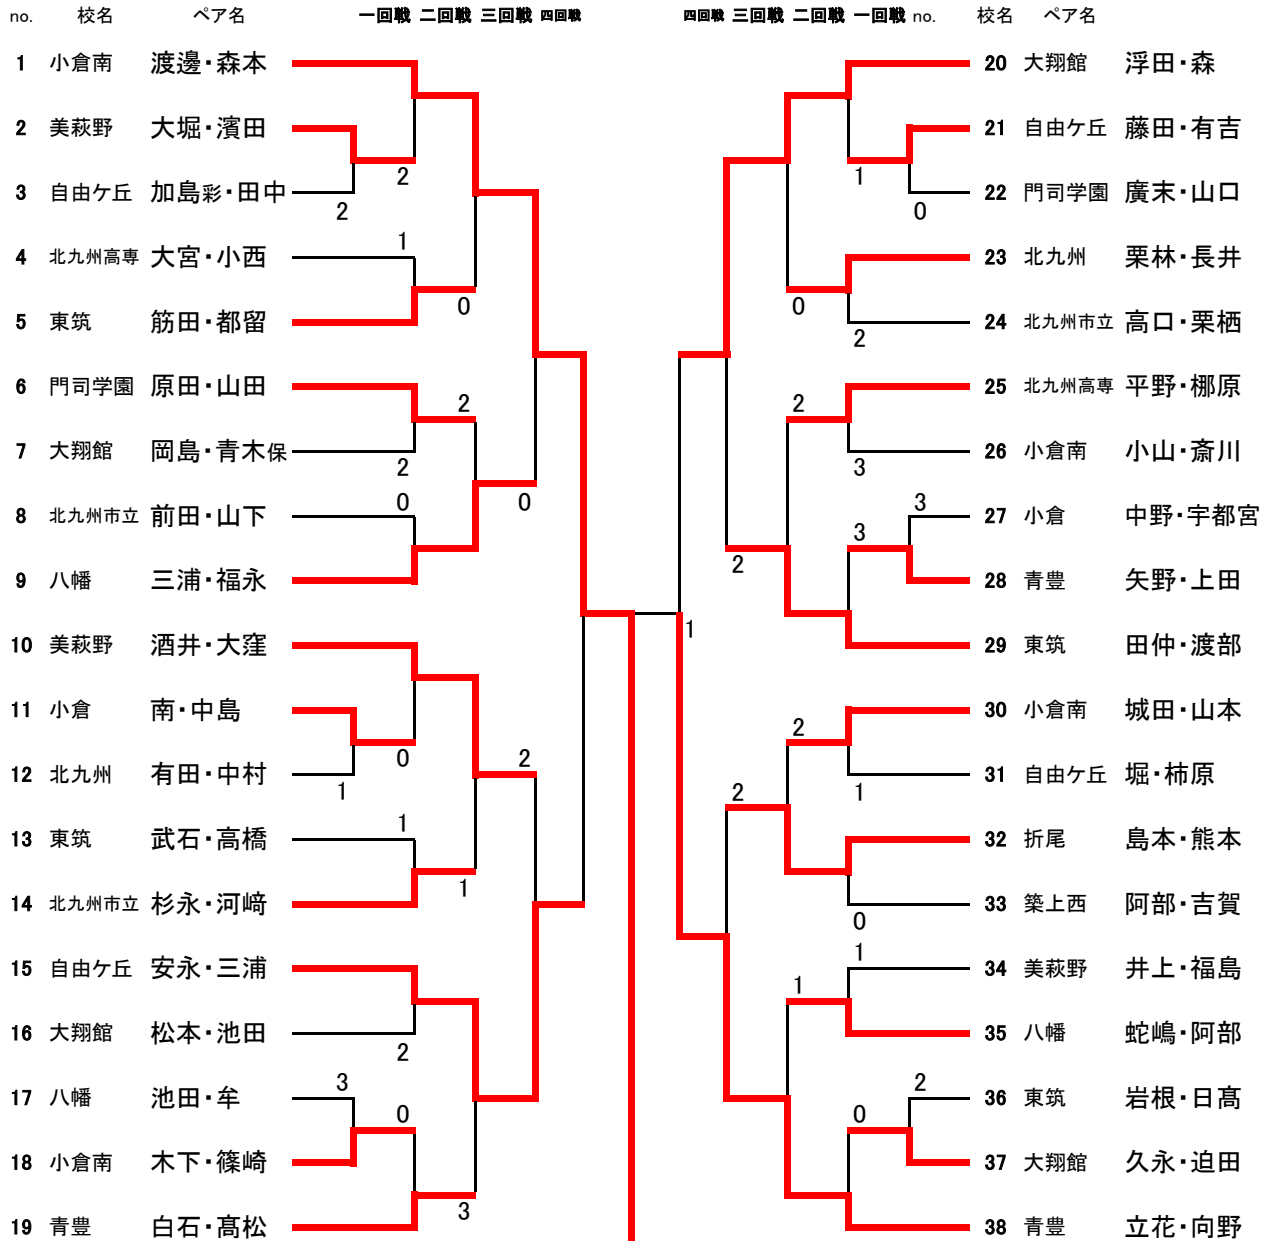 no. 校名 ペア名 一回戦 二回戦 三回戦 四回戦 四回戦 三回戦 二回戦 一回戦 no. 校名 ペア名
1 小倉南 渡邊・森本 20 大翔館 浮田・森
2 美萩野 大堀・濱田 21 自由ケ丘 藤田・有吉
2 1
3 自由ケ丘 加島彩・田中 22 門司学園 廣末・山口
2 0
1
4 北九州高専 大宮・小西 23 北九州 栗林・長井
0 0
5 東筑 筋田・都留 24 北九州市立 高口・栗栖
2
6 門司学園 原田・山田 25 北九州高専 平野・梛原
2 2
7 大翔館 岡島・青木保 26 小倉南 小山・斎川
2 3
0 0 3
8 北九州市立 前田・山下 27 小倉 中野・宇都宮
3
2
9 八幡 三浦・福永 28 青豊 矢野・上田
1
10 美萩野 酒井・大窪 29 東筑 田仲・渡部
11 小倉 南・中島 30 小倉南 城田・山本
2
0 2
12 北九州 有田・中村 31 自由ケ丘 堀・柿原
1 2 1
1
13 東筑 武石・高橋 32 折尾 島本・熊本
1
14 北九州市立 杉永・河﨑 33 築上西 阿部・吉賀
0
1
15 自由ケ丘 安永・三浦 34 美萩野 井上・福島
1
16 大翔館 松本・池田 35 八幡 蛇嶋・阿部
2
3 2
17 八幡 池田・牟 36 東筑 岩根・日髙
0 0
18 小倉南 木下・篠崎 37 大翔館 久永・迫田
3
19 青豊 白石・髙松 38 青豊 立花・向野